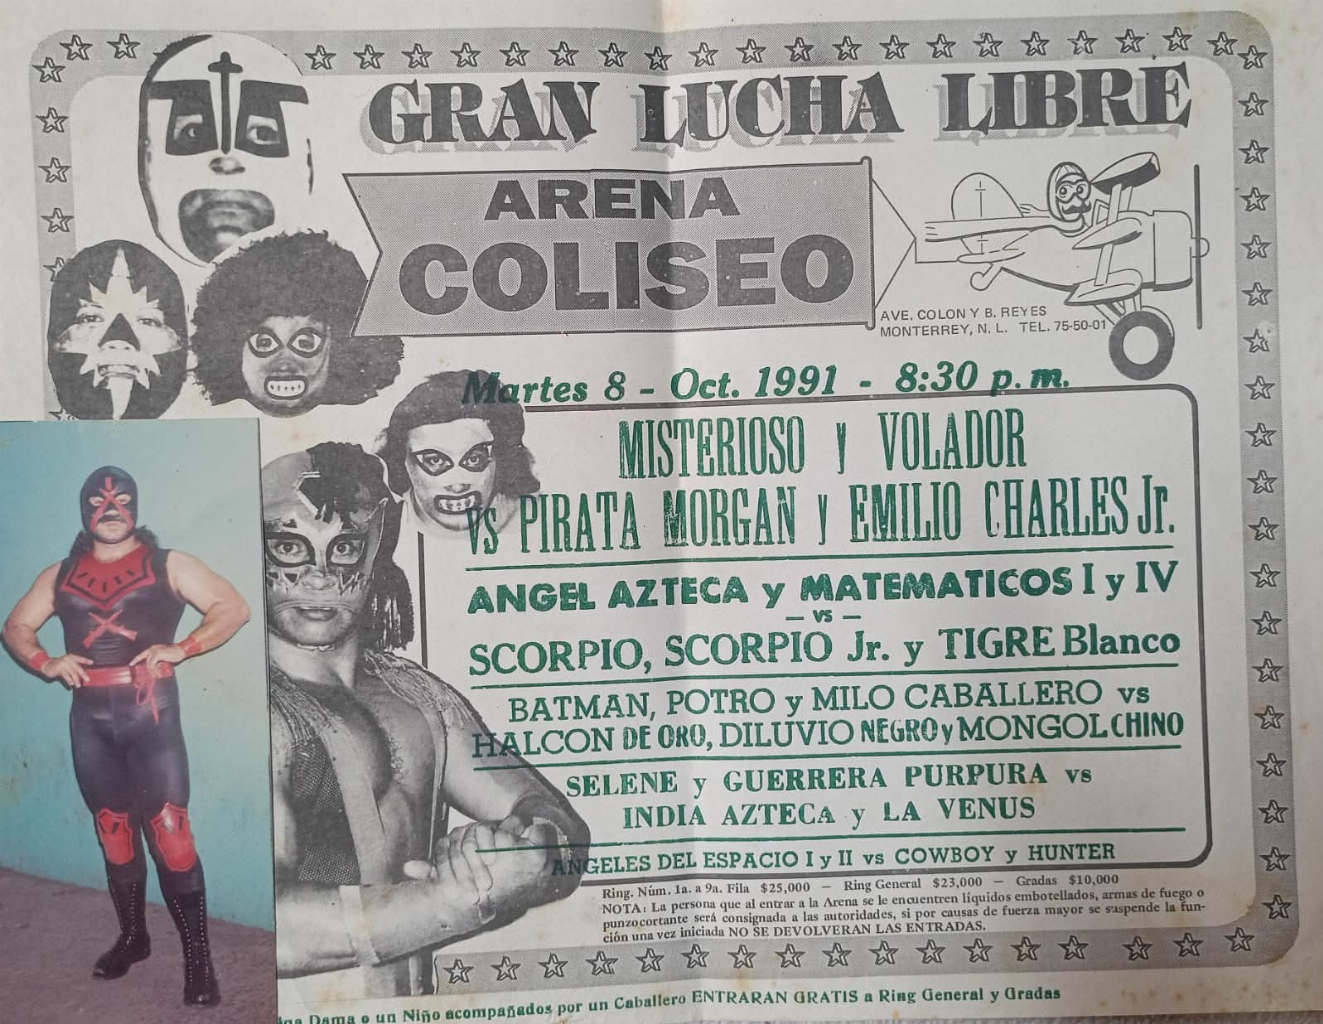 GRAN LUCHA LIBRE
ARENA
COLISEO
AVE. COLON Y B. REYES
MONTERREY, N. L. TEL. 75-50-01
Martes 8 - Oct. 1991 - 8:30 p.m.
MISTERIOSO y VOLADOR
VS PIRATA MORGAN y EMILIO CHARLES Jr.
ANGEL AZTECA y MATEMATICOS I y IV
— VS —
SCORPIO, SCORPIO Jr. y TIGRE Blanco
BATMAN, POTRO y MILO CABALLERO vs
HALCON DE ORO, DILUVIO NEGRO y MONGOL CHINO
SELENE y GUERRERA PURPURA vs
INDIA AZTECA y LA VENUS
ANGELES DEL ESPACIO I y II vs COWBOY y HUNTER
Ring. Núm. 1a. a 9a. Fila $25,000 — Ring General $23,000 — Gradas $10,000
NOTA: La persona que al entrar a la Arena se le encuentren líquidos embotellados, armas de fuego o
punzocortante será consignada a las autoridades, si por causas de fuerza mayor se suspende la fun-
ción una vez iniciada NO SE DEVOLVERAN LAS ENTRADAS.
Dama o un Niño acompañados por un Caballero ENTRARAN GRATIS a Ring General y Gradas